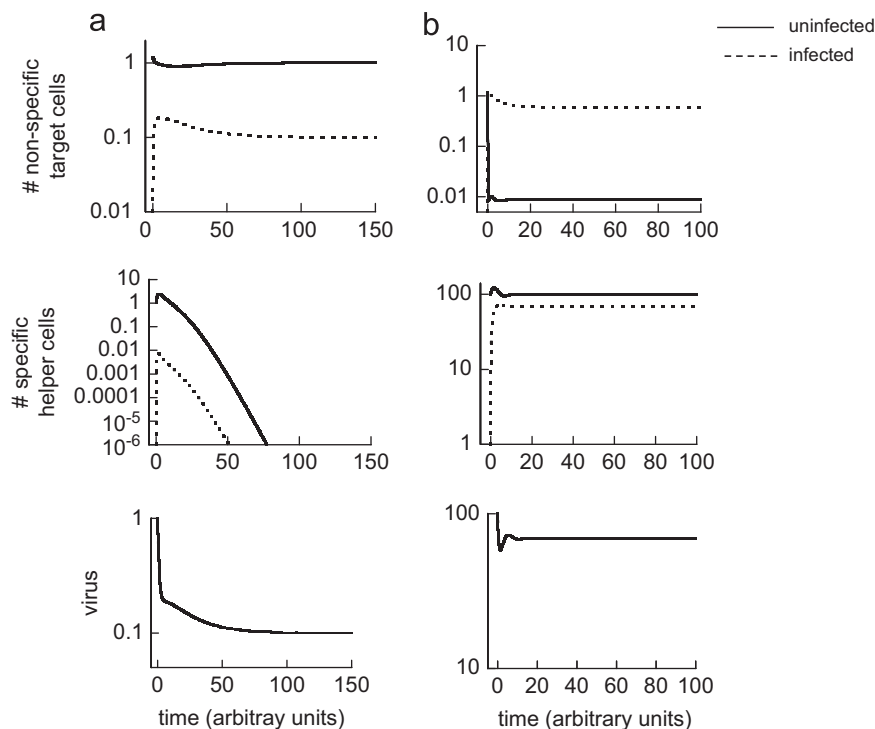 a
b
uninfected
infected
# non-specific
target cells
1
0.1
0.01
0 50 100 150
10
1
0.1
0.01
0 20 40 60 80 100
# specific
helper cells
10
1
0.1
0.01
0.001
0.0001
10-5
10-6
0 50 100 150
100
10
1
0 20 40 60 80 100
virus
1
0.1
0 50 100 150
time (arbitray units)
100
10
0 20 40 60 80 100
time (arbitrary units)